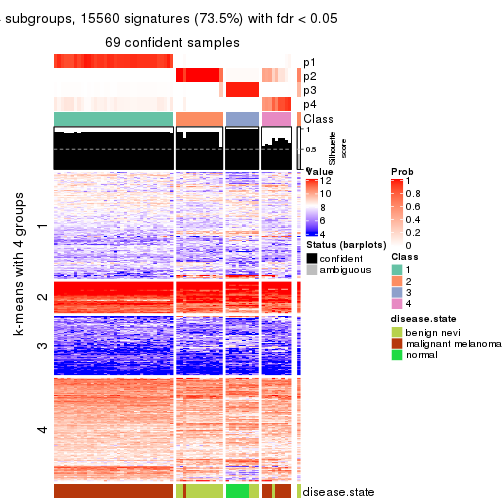 subgroups, 15560 signatures (73.5%) with fdr < 0.05
69 confident samples
p1
p2
p3
p4
Class
1
0.5
0
Silhouette
score
k-means with 4 groups
1
2
3
4
disease.state
Value
12
10
8
6
4
Status (barplots)
confident
ambiguous
Prob
1
0.8
0.6
0.4
0.2
0
Class
1
2
3
4
disease.state
benign nevi
malignant melanoma
normal